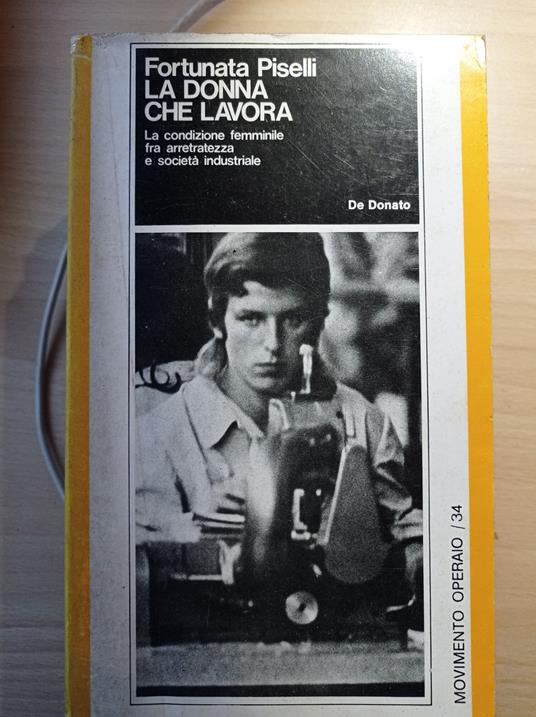 Fortunata Piselli
LA DONNA
CHE LAVORA
La condizione femminile
fra arretratezza
e società industriale
De Donato
MOVIMENTO OPERAIO /34